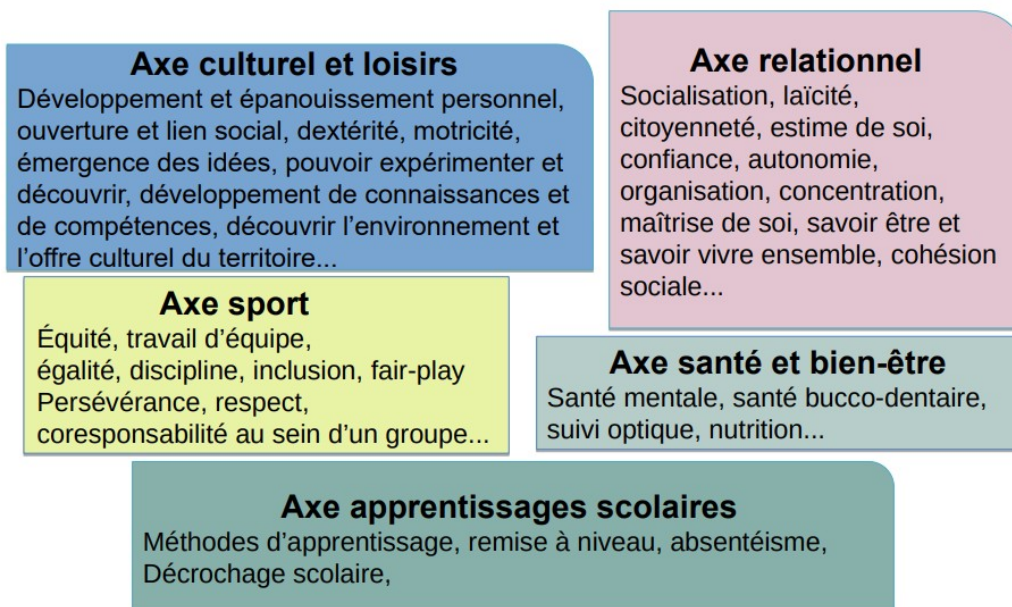 Axe culturel et loisirs
Développement et épanouissement personnel,
ouverture et lien social, dextérité, motricité,
émergence des idées, pouvoir expérimenter et
découvrir, développement de connaissances et
de compétences, découvrir l'environnement et
l'offre culturel du territoire...
Axe relationnel
Socialisation, laïcité,
citoyenneté, estime de soi,
confiance, autonomie,
organisation, concentration,
maîtrise de soi, savoir être et
savoir vivre ensemble, cohésion
sociale...
Axe sport
Équité, travail d'équipe,
égalité, discipline, inclusion, fair-play
Persévérance, respect,
coresponsabilité au sein d'un groupe...
Axe santé et bien-être
Santé mentale, santé bucco-dentaire,
suivi optique, nutrition...
Axe apprentissages scolaires
Méthodes d'apprentissage, remise à niveau, absentéisme,
Décrochage scolaire,